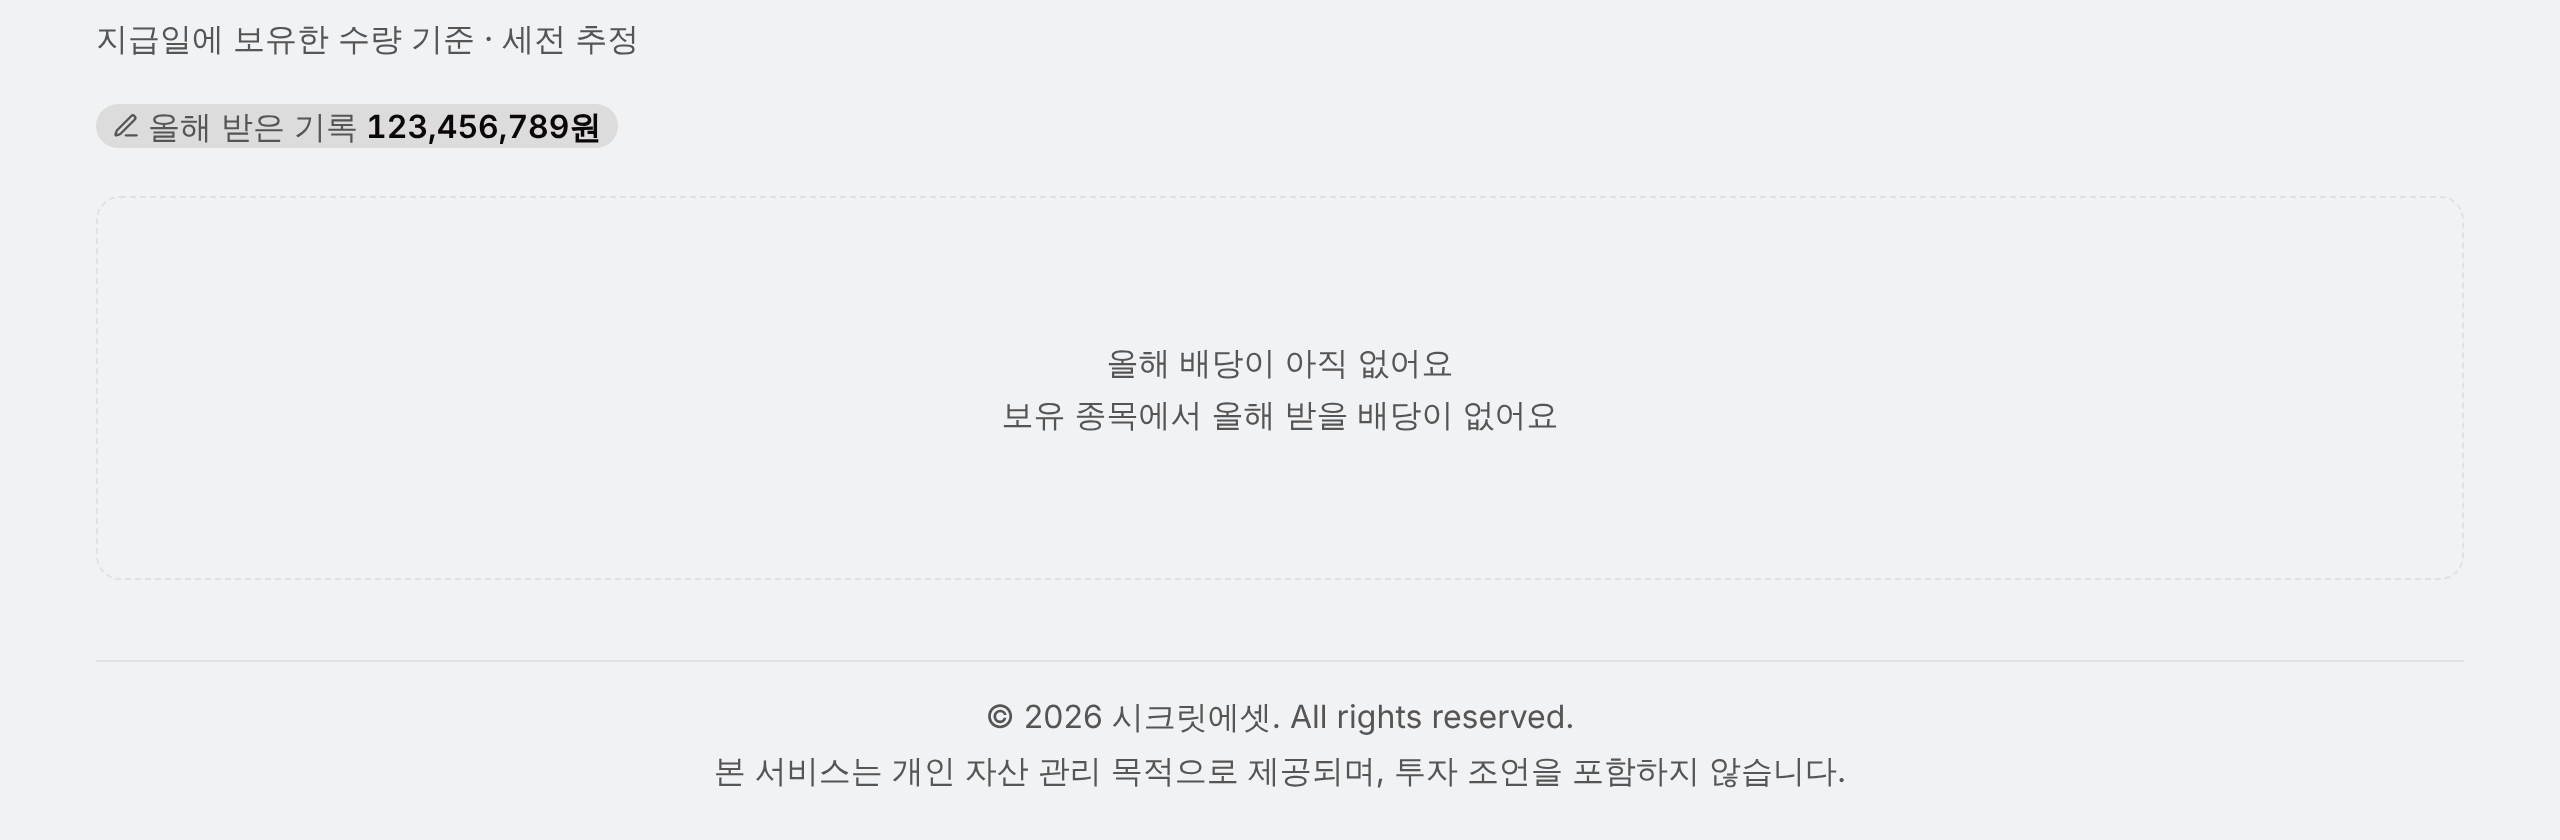 지급일에 보유한 수량 기준 · 세전 추정
올해 받은 기록 123,456,789원
올해 배당이 아직 없어요
보유 종목에서 올해 받을 배당이 없어요
© 2026 시크릿에셋. All rights reserved.
본 서비스는 개인 자산 관리 목적으로 제공되며, 투자 조언을 포함하지 않습니다.